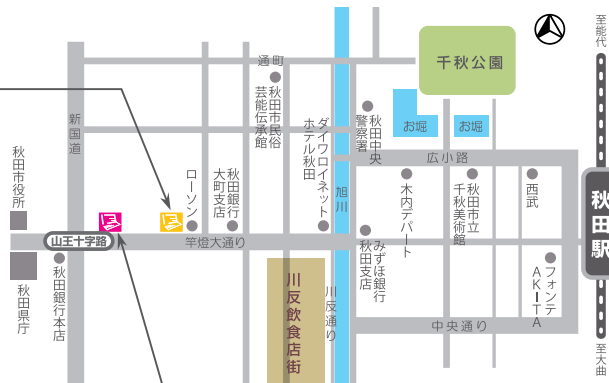 至能代
千秋公園
通町
新国道
秋田市民俗
芸能伝承館
秋田中央
警察署
お堀
お堀
ダイワロイネット
ホテル秋田
広小路
秋田市役所
ローソン
秋田銀行
大町支店
旭川
木内デパート
秋田市立
千秋美術館
西武
秋田駅
山王十字路
竿燈大通り
みずほ銀行
秋田支店
秋田県庁
秋田銀行本店
川反飲食店街
川反通り
フォンテ
AKITA
中央通り
至大曲